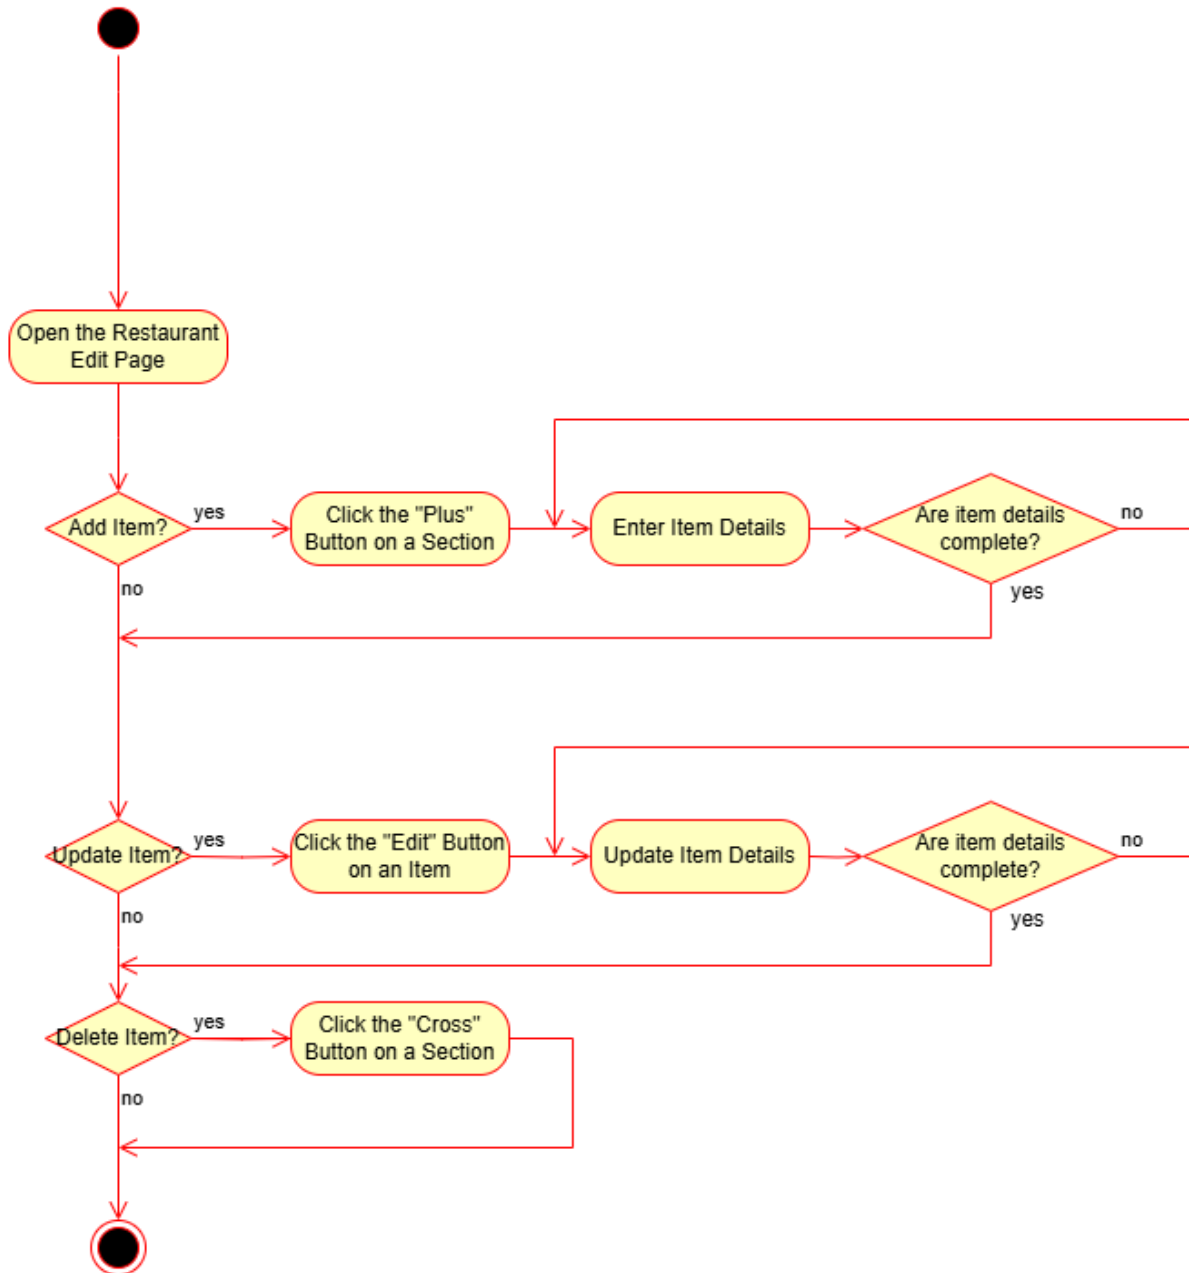 Open the Restaurant
Edit Page
Add Item?
yes
Click the "Plus"
Button on a Section
Enter Item Details
Are item details
complete?
no
no
yes
Update Item?
yes
Click the "Edit" Button
on an Item
Update Item Details
Are item details
complete?
no
no
yes
Delete Item?
yes
Click the "Cross"
Button on a Section
no